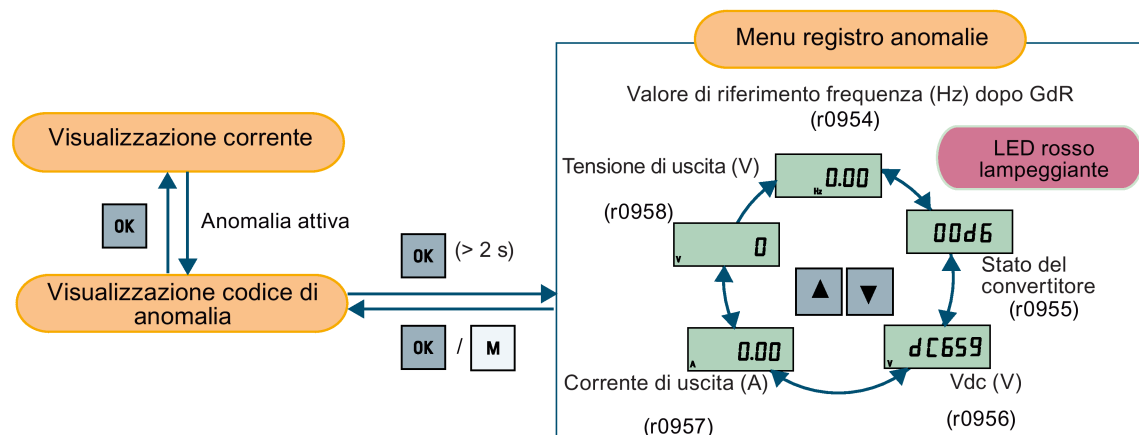 Menu registro anomalie
Valore di riferimento frequenza (Hz) dopo GdR
(r0954)
Visualizzazione corrente
LED rosso
lampeggiante
Tensione di uscita (V)
Hz 0.00
(r0958)
OK
Anomalia attiva
00d6
V 0
OK (> 2 s)
Stato del
convertitore
(r0955)
Visualizzazione codice di
anomalia
OK / M
A 0.00
V dC659
Corrente di uscita (A)
Vdc (V)
(r0957)
(r0956)